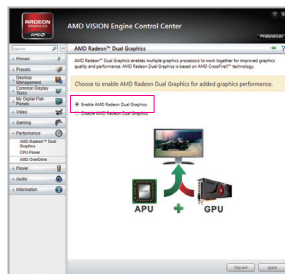 RADEON
GRAPHICS
AMD
AMD VISION Engine Control Center
Preferences
Search
AMD Radeon™ Dual Graphics
Pinned
Presets
Desktop Management
Common Display Tasks
My Digital Flat-Panels
Video
Gaming
Performance
AMD Radeon™ Dual Graphics
CPU Power
AMD OverDrive
Power
Audio
Information
AMD Radeon™ Dual Graphics enables multiple graphics processors to work together for improved graphics quality and performance. AMD Radeon Dual Graphics is based on AMD CrossFireX™ technology.
Choose to enable AMD Radeon Dual Graphics for added graphics performance.
Enable AMD Radeon Dual Graphics
Disable AMD Radeon Dual Graphics
APU + GPU
Discard
Apply